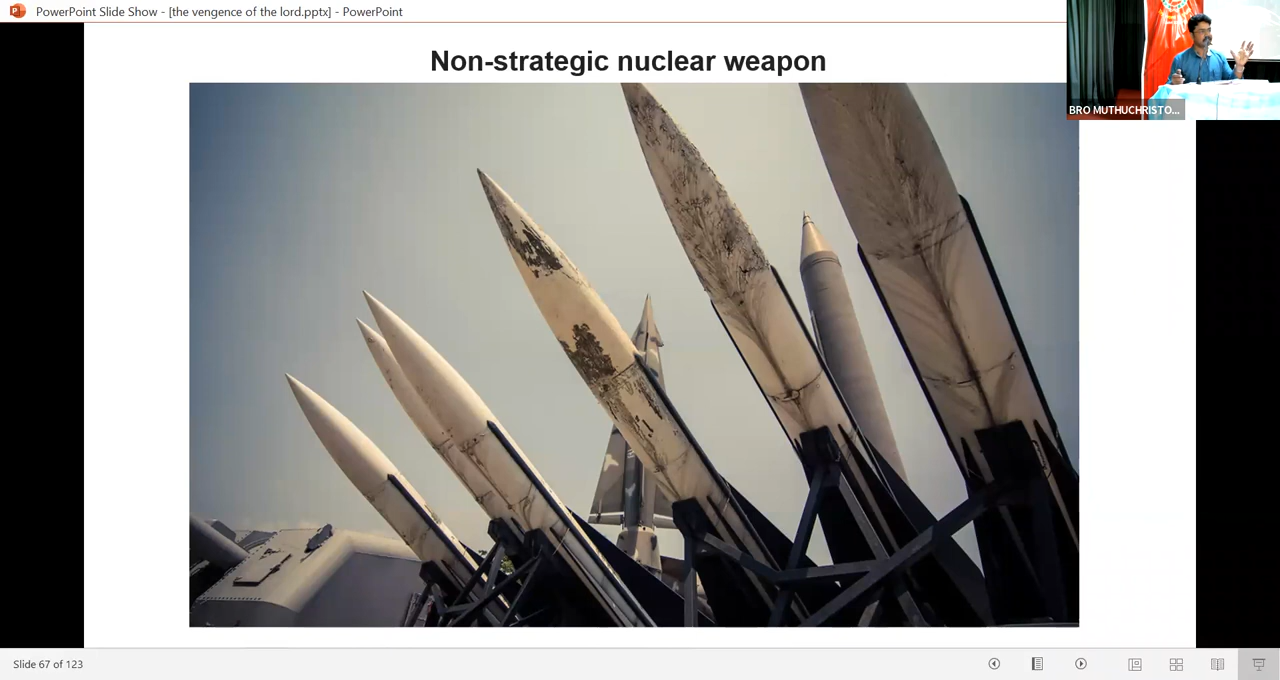 PowerPoint Slide Show - [the vengence of the lord.pptx] - PowerPoint
Non-strategic nuclear weapon
BRO MUTHUCHRISTO...
Slide 67 of 123